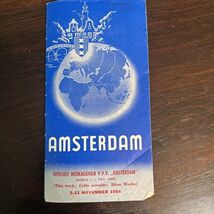 AMSTERDAM
OFFICIELE WEEKAGENDA V.V.V. „AMSTERDAM"
(This week; Cette semaine; Diese Woche)
5-11 NOVEMBER 1954